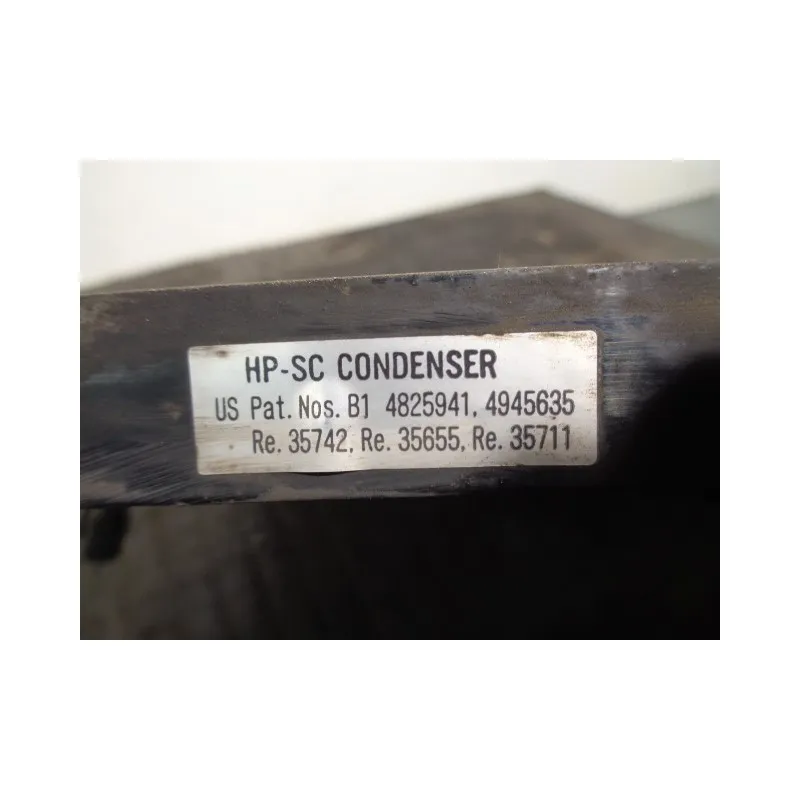 HP-SC CONDENSER
US Pat. Nos. B1 4825941, 4945635
Re. 35742, Re. 35655, Re. 35711